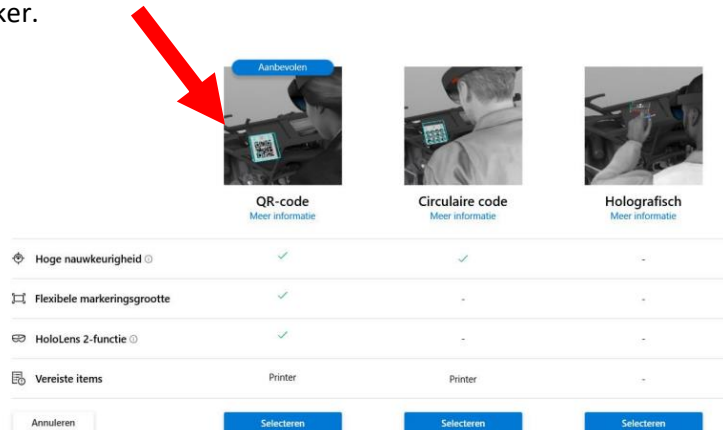 ker.
Aanbevolen
QR-code
Meer informatie
Circulaire code
Meer informatie
Holografisch
Meer informatie
Hoge nauwkeurigheid
Flexibele markeringsgrootte
HoloLens 2-functie
Vereiste items
Printer
Printer
-
Annuleren
Selecteren
Selecteren
Selecteren